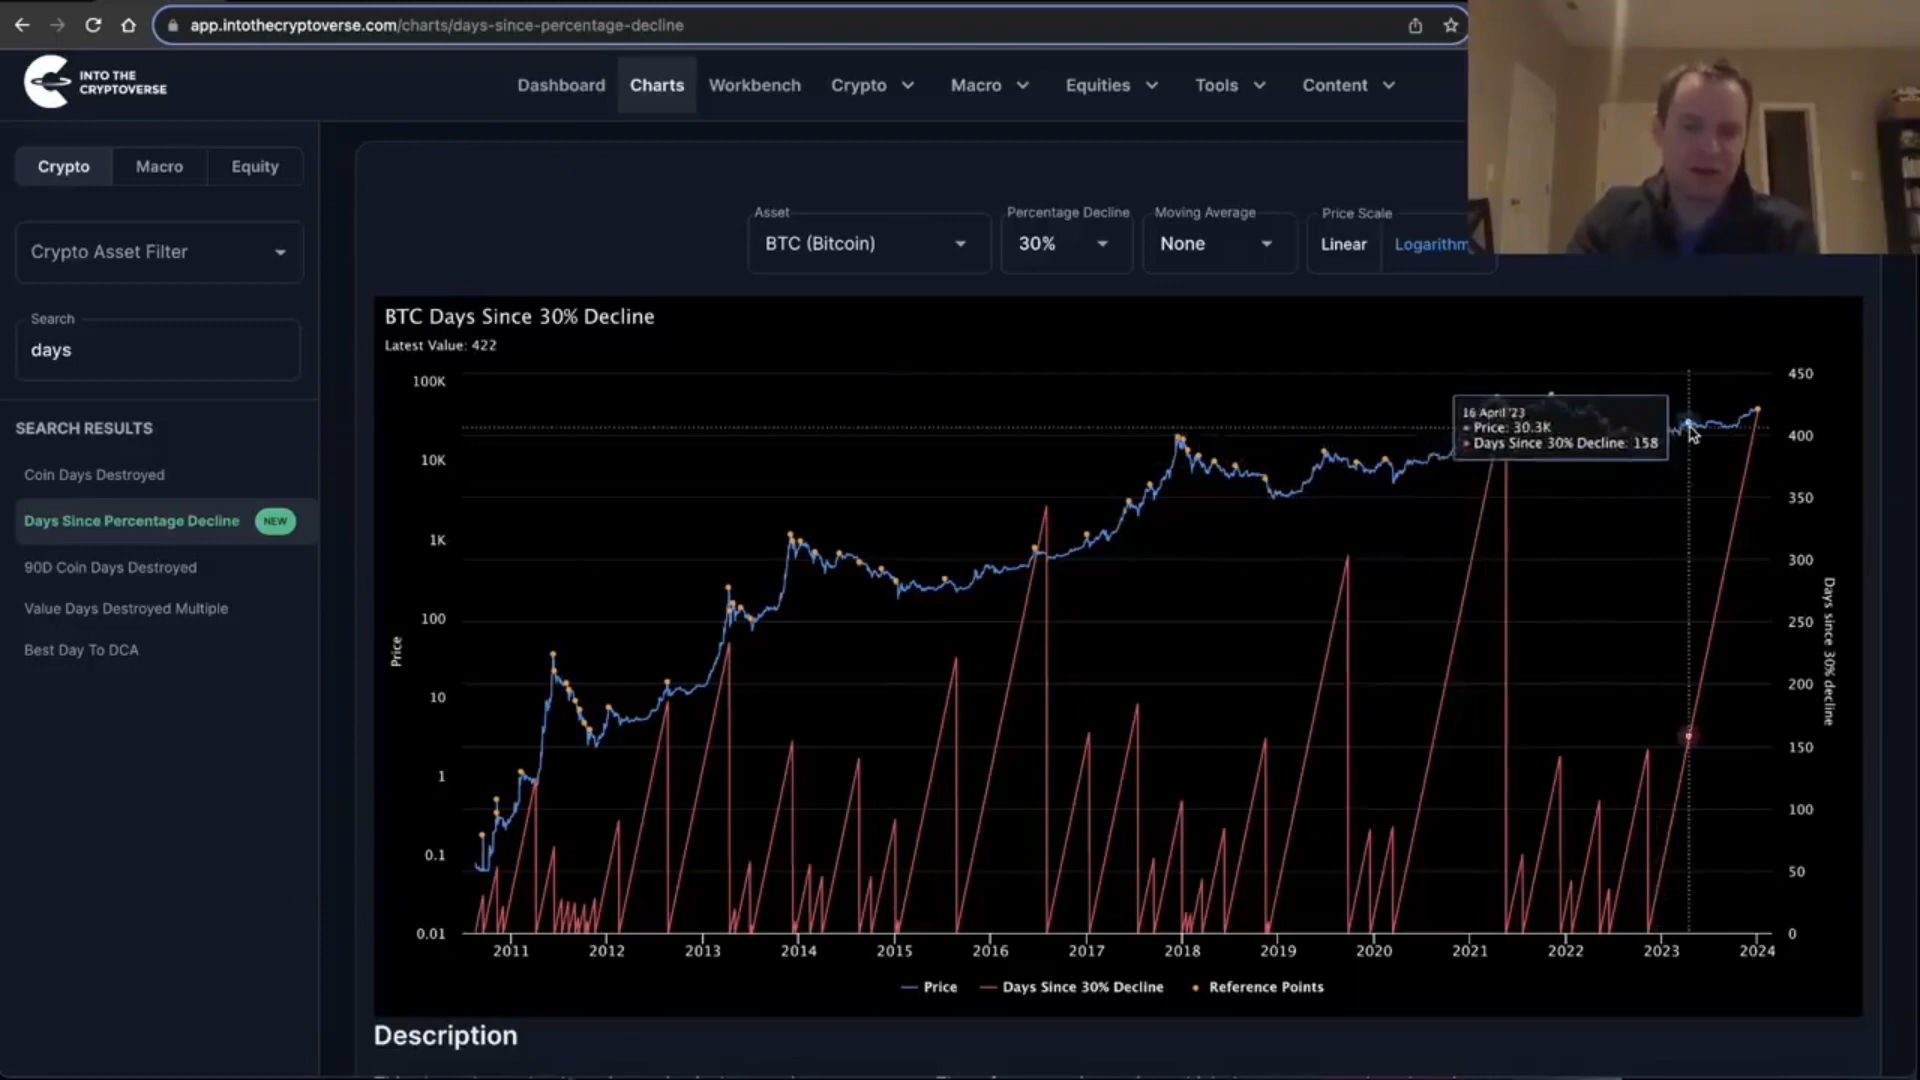 app.intothecryptoverse.com/charts/days-since-percentage-decline
INTO THE
CRYPTOVERSE
Dashboard
Charts
Workbench
Crypto
Macro
Equities
Tools
Content
Crypto
Macro
Equity
Crypto Asset Filter
Search
days
SEARCH RESULTS
Coin Days Destroyed
Days Since Percentage Decline NEW
90D Coin Days Destroyed
Value Days Destroyed Multiple
Best Day To DCA
Asset
BTC (Bitcoin)
Percentage Decline
30%
Moving Average
None
Price Scale
Linear
Logarithm
BTC Days Since 30% Decline
Latest Value: 422
100K
10K
1K
100
10
1
0.1
0.01
Price
16 April '23
Price: 30.3K
Days Since 30% Decline: 158
450
400
350
300
250
200
150
100
50
0
Days since 30% decline
2011 2012 2013 2014 2015 2016 2017 2018 2019 2020 2021 2022 2023 2024
Price Days Since 30% Decline Reference Points
Description